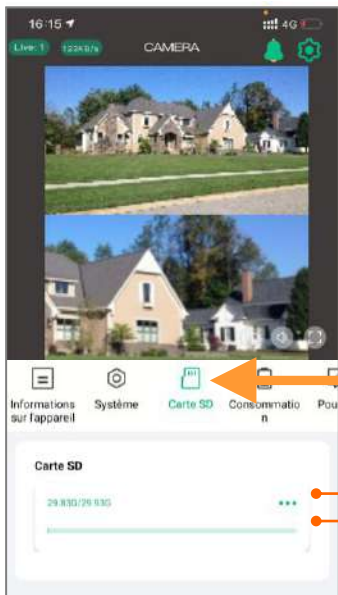 16:15
4G
Live: 1
123KB/s
CAMERA
Informations
sur l'appareil
Système
Carte SD
Consommatio
n
Pou
Carte SD
29.83G/29.93G